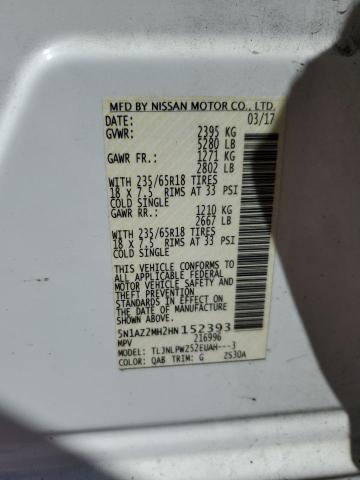 MFD BY NISSAN MOTOR CO., LTD.
DATE: 03/17
GVWR: 2395 KG
5280 LB
GAWR FR.: 1271 KG
2802 LB
WITH 235/65R18 TIRES
18 x 7.5 RIMS AT 33 PSI
COLD SINGLE
GAWR RR.: 1210 KG
2667 LB
WITH 235/65R18 TIRES
18 x 7.5 RIMS AT 33 PSI
COLD SINGLE
THIS VEHICLE CONFORMS TO
ALL APPLICABLE FEDERAL
MOTOR VEHICLE SAFETY AND
THEFT PREVENTION STANDARDS
IN EFFECT ON THE DATE OF
MANUFACTURE SHOWN ABOVE.
5N1AZ2MH2HN 152393
MPV 216996
MODEL: TLJNLPWZ52EUAH---3
COLOR: QAB TRIM: G 2S30A